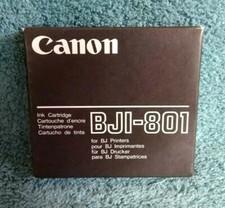 Canon
Ink Cartridge
Cartouche d'encre
Tintenpatrone
Cartucho de tinta
BJI-801
for BJ Printers
pour BJ Imprimantes
für BJ Drucker
para BJ Stampatrices